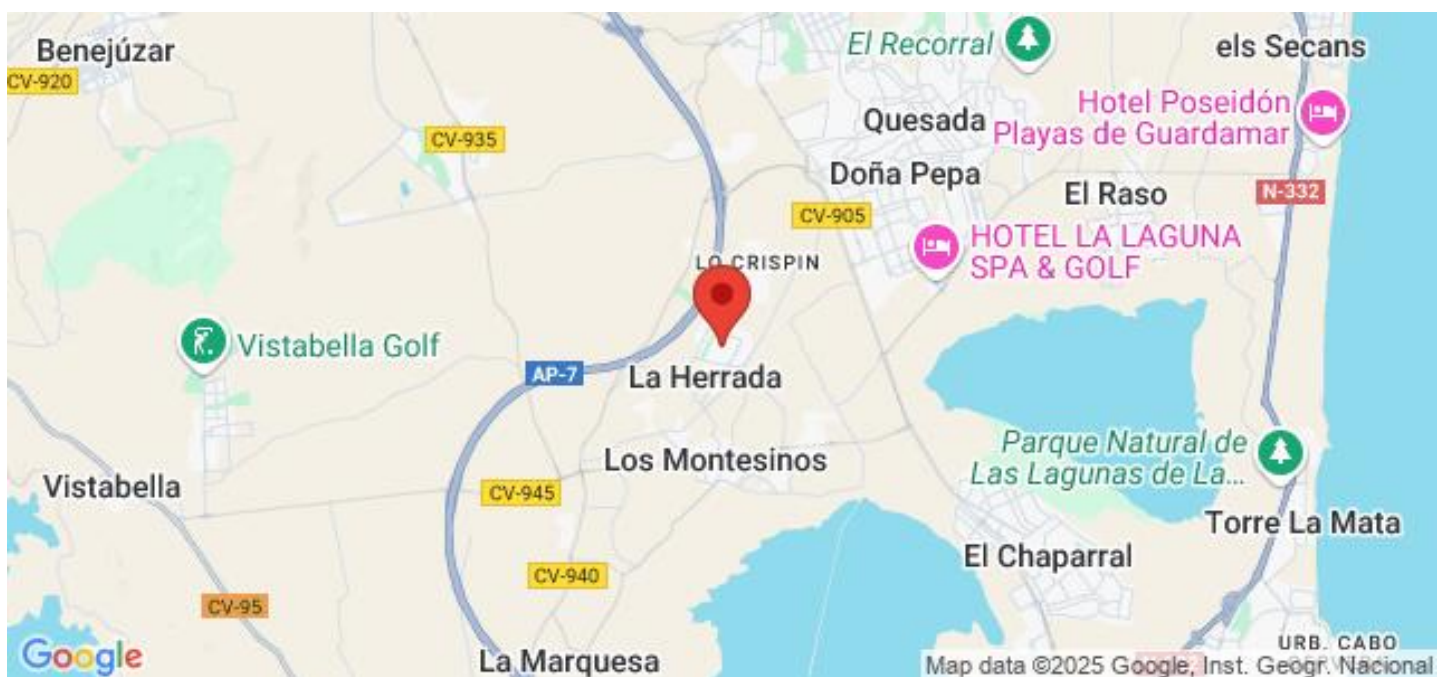 Benejúzar
CV-920
CV-935
El Recorral
els Secans
Hotel Poseidón
Playas de Guardamar
Quesada
Doña Pepa
El Raso
N-332
CV-905
HOTEL LA LAGUNA
SPA & GOLF
LO CRISPIN
Vistabella Golf
AP-7
La Herrada
Los Montesinos
Parque Natural de
Las Lagunas de La...
Vistabella
CV-945
Torre La Mata
El Chaparral
CV-940
CV-95
URB. CABO
Google
La Marquesa
Map data ©2025 Google, Inst. Geogr. Nacional